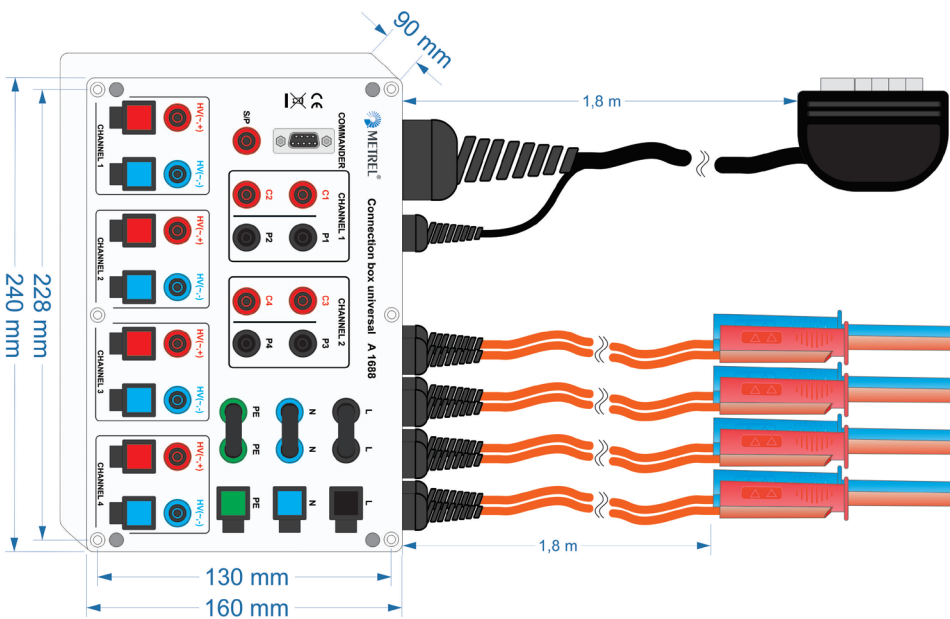 90 mm
1,8 m
240 mm
228 mm
130 mm
160 mm
1,8 m
METREL®
Connection box universal A 1688
COMMANDER
CE
S/P
CHANNEL 1
C1
C2
P1
P2
CHANNEL 2
C3
C4
P3
P4
CHANNEL 1
HV(~,+)
HV(~,-)
CHANNEL 2
HV(~,+)
HV(~,-)
CHANNEL 3
HV(~,+)
HV(~,-)
CHANNEL 4
HV(~,+)
HV(~,-)
PE
N
L
PE
N
L
PE
N
L